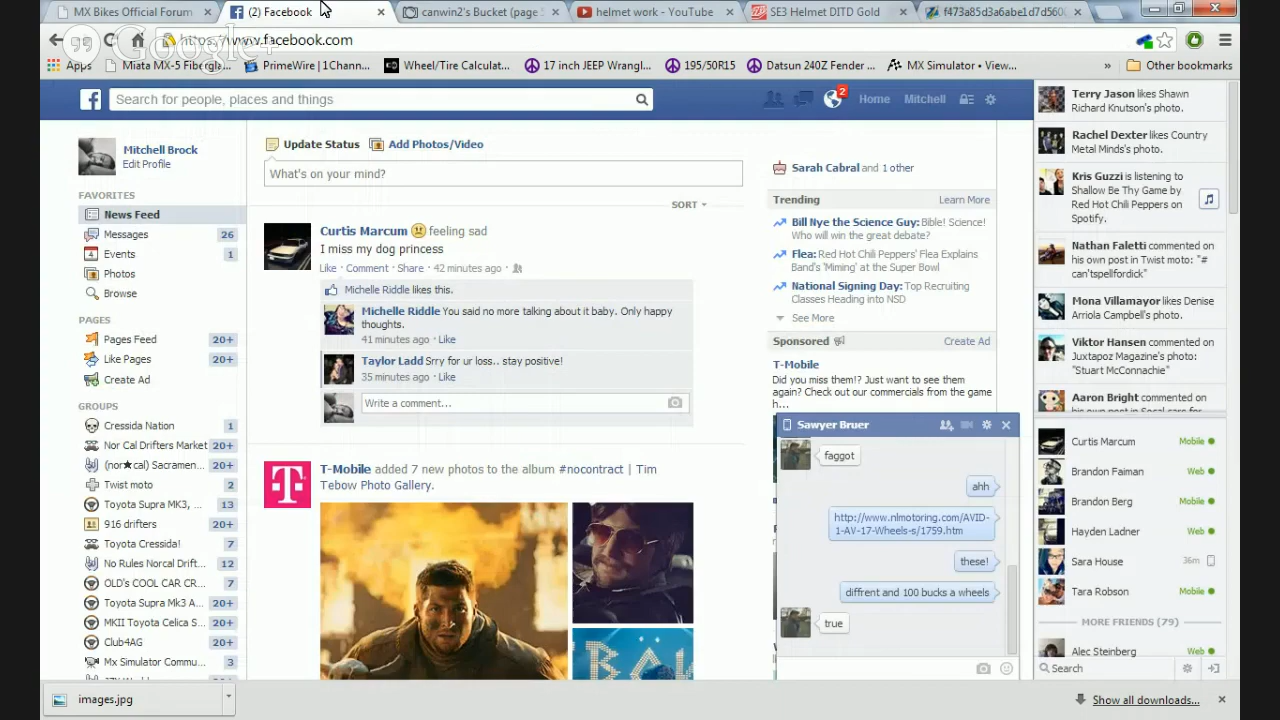 MX Bikes Official Forum
(2) Facebook
canwin2's Bucket (page
helmet work - YouTube
SE3 Helmet DITD Gold
f473a85d3a6abe1d7d560
https://www.facebook.com
Google+
Apps
Miata MX-5 Fibergla...
PrimeWire | 1Chann...
Wheel/Tire Calculat...
17 inch JEEP Wrangl...
195/50R15
Datsun 240Z Fender ...
MX Simulator • View...
»
Other bookmarks
Search for people, places and things
2
Home
Mitchell
Mitchell Brock
Edit Profile
FAVORITES
News Feed
Messages 26
Events 1
Photos
Browse
PAGES
Pages Feed 20+
Like Pages 20+
Create Ad
GROUPS
Cressida Nation 1
Nor Cal Drifters Market 20+
(nor★cal) Sacramen... 20+
Twist moto 2
Toyota Supra MK3, ... 13
916 drifters 20+
Toyota Cressida! 7
No Rules Norcal Drift... 12
OLD's COOL CAR CR... 7
Toyota Supra Mk3 A... 20+
MKII Toyota Celica S... 20+
Club4AG 20+
Mx Simulator Commu... 3
Update Status
Add Photos/Video
What's on your mind?
SORT
Curtis Marcum feeling sad
I miss my dog princess
Like · Comment · Share · 42 minutes ago ·
Michelle Riddle likes this.
Michelle Riddle You said no more talking about it baby. Only happy
thoughts.
41 minutes ago · Like
Taylor Ladd Srry for ur loss.. stay positive!
35 minutes ago · Like
Write a comment...
T-Mobile added 7 new photos to the album #nocontract | Tim
Tebow Photo Gallery.
T
Sarah Cabral and 1 other
Trending
Learn More
Bill Nye the Science Guy: Bible! Science!
Who will win the great debate?
Flea: Red Hot Chili Peppers' Flea Explains
Band's 'Miming' at the Super Bowl
National Signing Day: Top Recruiting
Classes Heading into NSD
See More
Sponsored
Create Ad
T-Mobile
Did you miss them!? Just want to see them
again? Check out our commercials from the game
h...
Sawyer Bruer
faggot
ahh
http://www.nlmotoring.com/AVID-
1-AV-17-Wheels-s/1759.htm
these!
diffrent and 100 bucks a wheels
true
Terry Jason likes Shawn
Richard Knutson's photo.
Rachel Dexter likes Country
Metal Minds's photo.
Kris Guzzi is listening to
Shallow Be Thy Game by
Red Hot Chili Peppers on
Spotify.
Nathan Faletti commented on
his own post in Twist moto: "#
can'tspellfordick"
Mona Villamayor likes Denise
Arriola Campbell's photo.
Viktor Hansen commented on
Juxtapoz Magazine's photo:
"Stuart McConnachie"
Aaron Bright commented on
Curtis Marcum Mobile
Brandon Faiman Web
Brandon Berg Mobile
Hayden Ladner Web
Sara House 36m
Tara Robson Mobile
MORE FRIENDS (79)
Alec Steinberg Web
Search
images.jpg
Show all downloads...